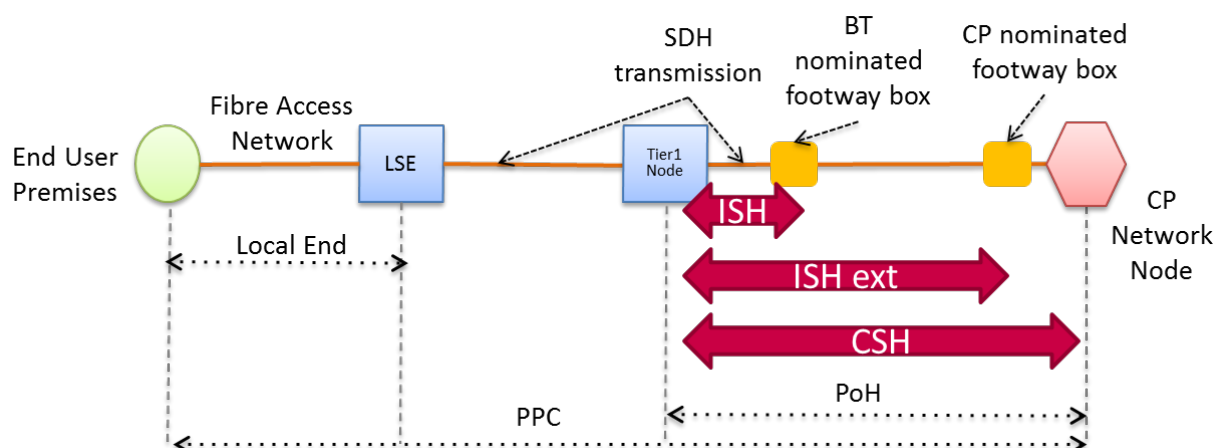 SDH
transmission
BT
nominated
footway box
CP nominated
footway box
Fibre Access
Network
End User
Premises
LSE
Tier1
Node
CP
Network
Node
ISH
Local End
ISH ext
CSH
PoH
PPC